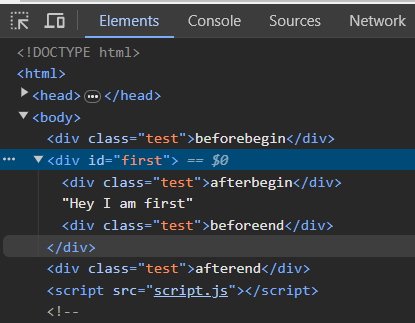 Elements Console Sources Network
<!DOCTYPE html>
<html>
<head> ··· </head>
<body>
<div class="test">beforebegin</div>
··· <div id="first"> == $0
<div class="test">afterbegin</div>
"Hey I am first"
<div class="test">beforeend</div>
</div>
<div class="test">afterend</div>
<script src="script.js"></script>
<!--